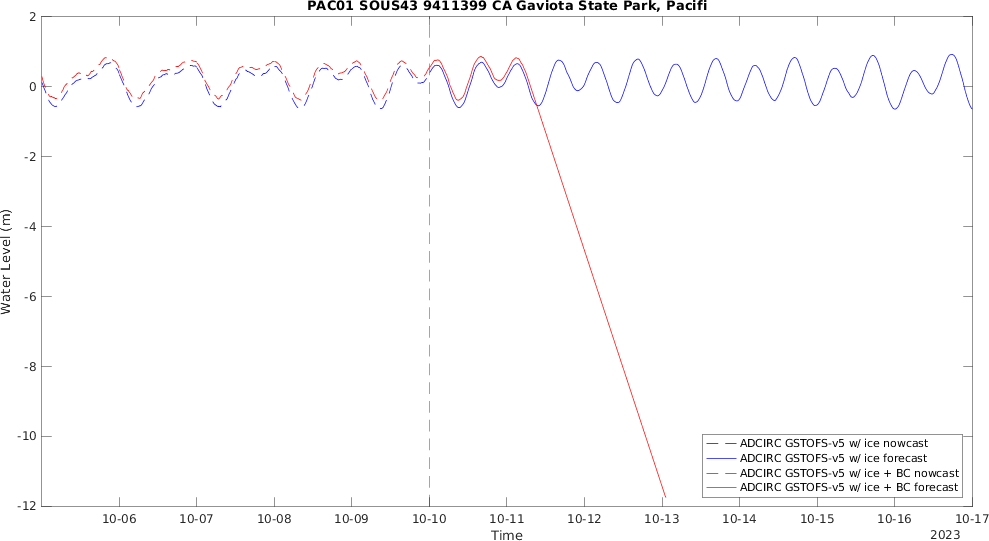 PAC01 SOUS43 9411399 CA Gaviota State Park, Pacifi
2
0
-2
-4
-6
-8
-10
-12
Water Level (m)
10-06 10-07 10-08 10-09 10-10 10-11 10-12 10-13 10-14 10-15 10-16 10-17
Time
2023
ADCIRC GSTOFS-v5 w/ ice nowcast
ADCIRC GSTOFS-v5 w/ ice forecast
ADCIRC GSTOFS-v5 w/ ice + BC nowcast
ADCIRC GSTOFS-v5 w/ ice + BC forecast